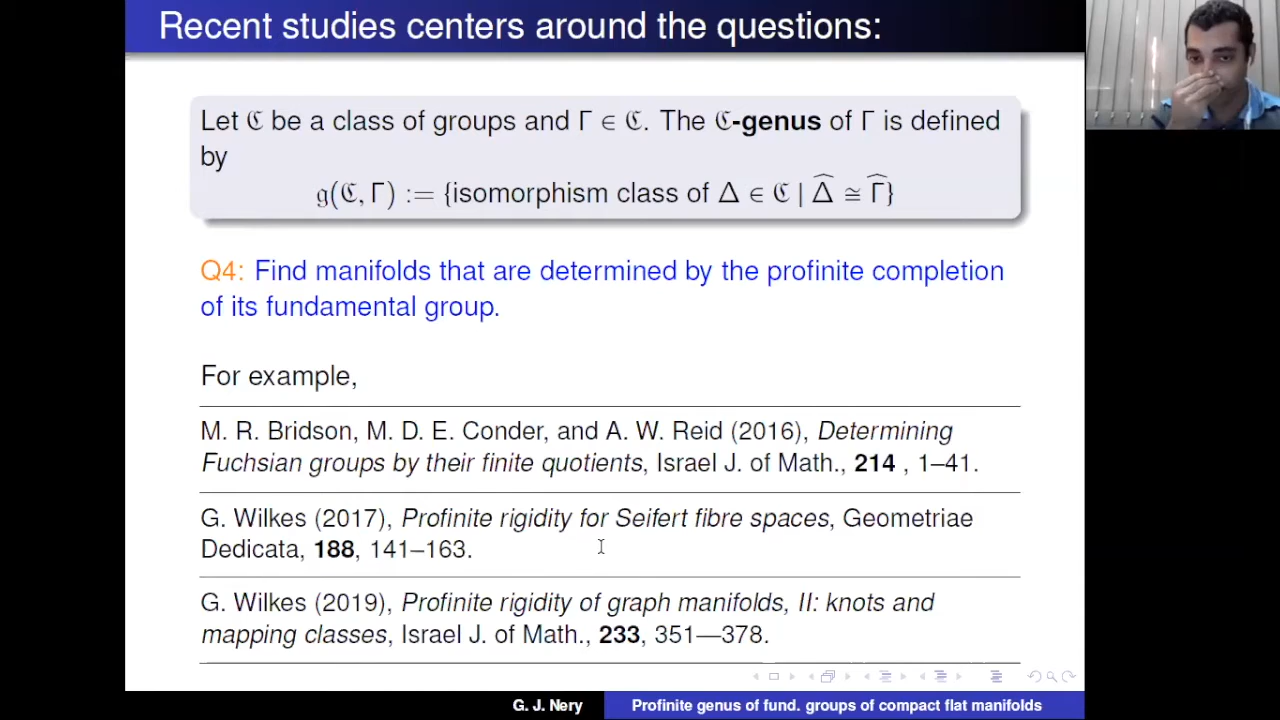 Recent studies centers around the questions:
Let ℭ be a class of groups and Γ ∈ ℭ. The ℭ-genus of Γ is defined
by
𝔤(ℭ, Γ) := {isomorphism class of Δ ∈ ℭ | Δ̂ ≅ Γ̂}
Q4: Find manifolds that are determined by the profinite completion
of its fundamental group.
For example,
M. R. Bridson, M. D. E. Conder, and A. W. Reid (2016), Determining
Fuchsian groups by their finite quotients, Israel J. of Math., 214 , 1–41.
G. Wilkes (2017), Profinite rigidity for Seifert fibre spaces, Geometriae
Dedicata, 188, 141–163.
G. Wilkes (2019), Profinite rigidity of graph manifolds, II: knots and
mapping classes, Israel J. of Math., 233, 351—378.
G. J. Nery Profinite genus of fund. groups of compact flat manifolds